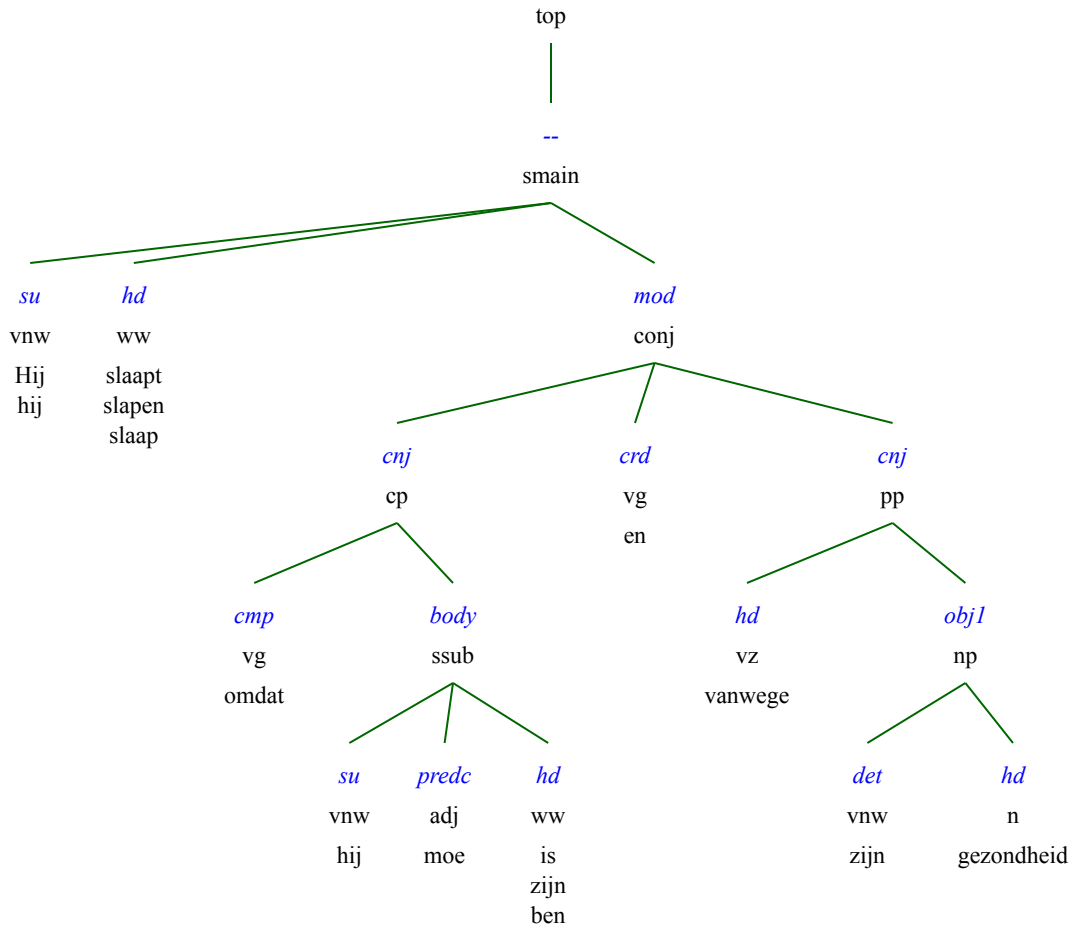 top
--
smain
su hd mod
vnw ww conj
Hij slaapt
hij slapen
slaap
cnj crd cnj
cp vg pp
en
cmp body hd obj1
vg ssub vz np
omdat vanwege
su predc hd det hd
vnw adj ww vnw n
hij moe is zijn gezondheid
zijn
ben